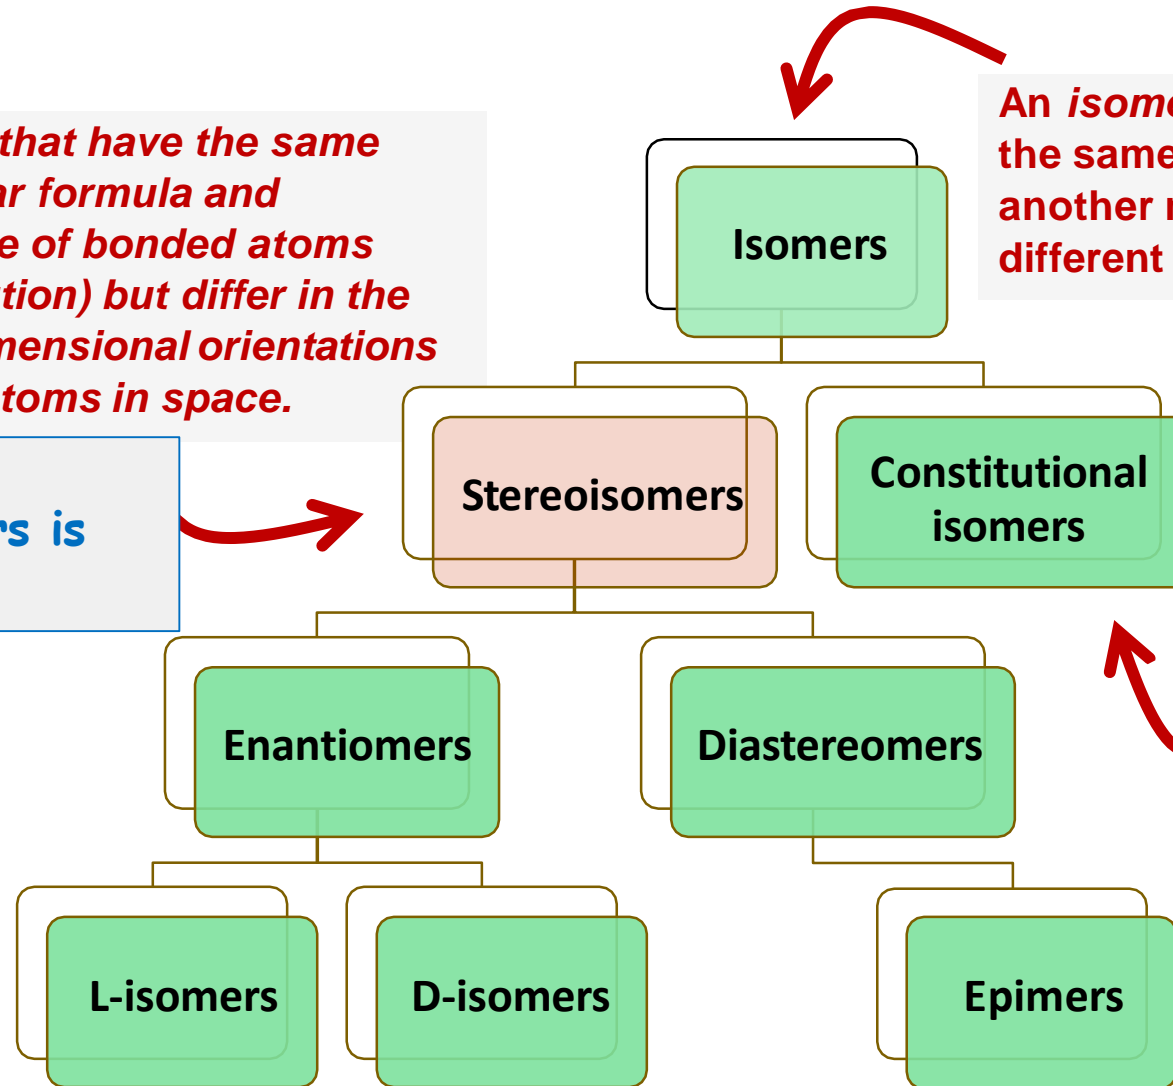 that have the same
ar formula and
e of bonded atoms
tion) but differ in the
mensional orientations
toms in space.
An isome
the same
another r
different
Isomers
rs is
Stereoisomers
Constitutional
isomers
Enantiomers
Diastereomers
L-isomers
D-isomers
Epimers